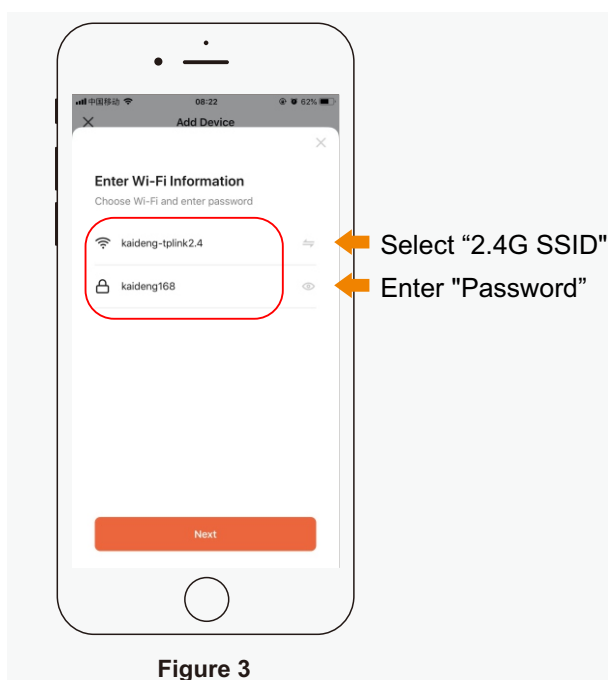 中国移动 08:22 62%
Add Device
Enter Wi-Fi Information
Choose Wi-Fi and enter password
kaideng-tplink2.4
Select “2.4G SSID"
kaideng168
Enter "Password”
Next
Figure 3